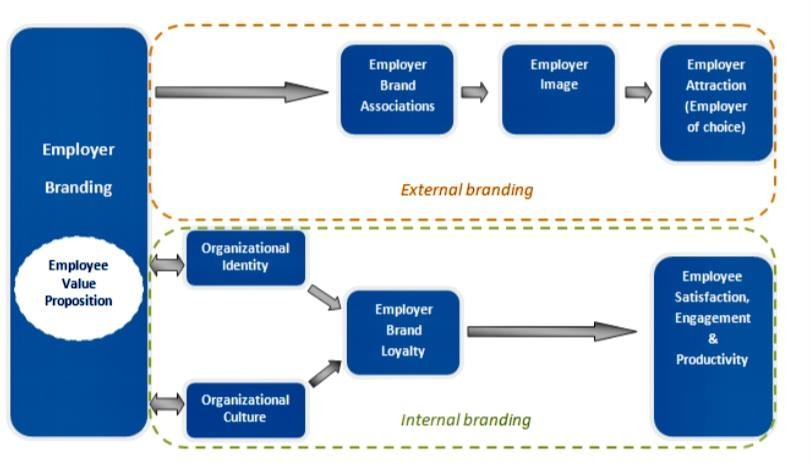 Employer
Branding
Employee
Value
Proposition
Employer
Brand
Associations
Employer
Image
Employer
Attraction
(Employer
of choice)
External branding
Organizational
Identity
Employer
Brand
Loyalty
Organizational
Culture
Employee
Satisfaction,
Engagement
&
Productivity
Internal branding